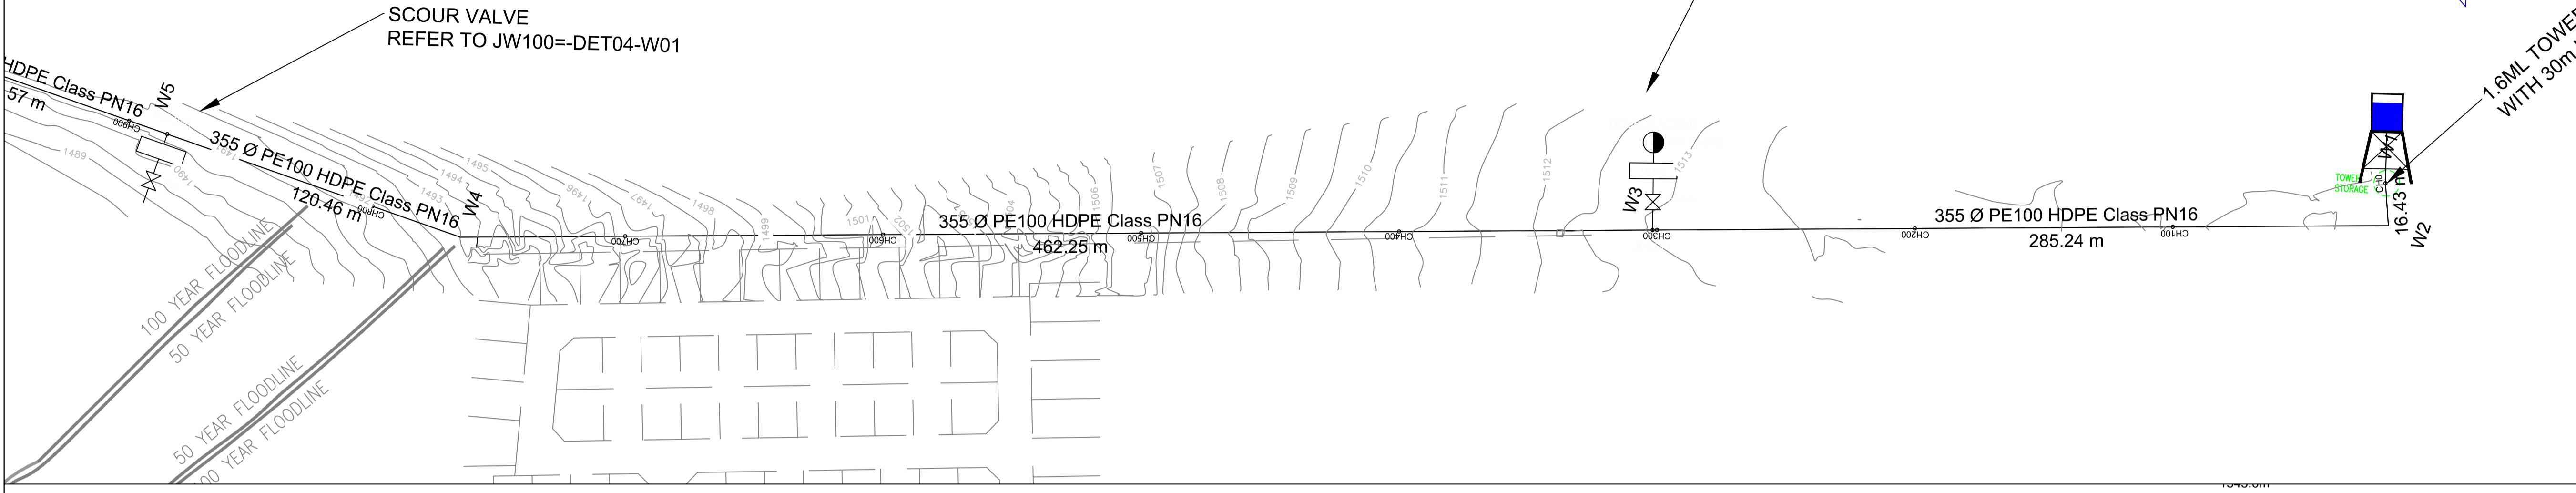 SCOUR VALVE
REFER TO JW100=-DET04-W01
HDPE Class PN16
57 m
W5
CH900
355 Ø PE100 HDPE Class PN16
120.46 m
CH800
W4
1489
1490
1491
1493
1494
1495
1496
1497
1498
1499
1501
1502
1506
1507
1508
1509
1510
1511
1512
1513
CH700
CH600
355 Ø PE100 HDPE Class PN16
462.25 m
CH500
CH400
W3
CH300
CH200
355 Ø PE100 HDPE Class PN16
285.24 m
CH100
TOWER
STORAGE
CH0
W1
16.43 m
W2
1.6ML TOWER
WITH 30m
100 YEAR FLOODLINE
50 YEAR FLOODLINE
50 YEAR FLOODLINE
YEAR FLOODLINE